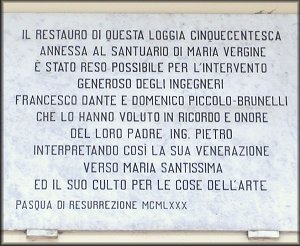 IL RESTAURO DI QUESTA LOGGIA CINQUECENTESCA
ANNESSA AL SANTUARIO DI MARIA VERGINE
È STATO RESO POSSIBILE PER L'INTERVENTO
GENEROSO DEGLI INGEGNERI
FRANCESCO DANTE E DOMENICO PICCOLO-BRUNELLI
CHE LO HANNO VOLUTO IN RICORDO E ONORE
DEL LORO PADRE ING. PIETRO
INTERPRETANDO COSÌ LA SUA VENERAZIONE
VERSO MARIA SANTISSIMA
ED IL SUO CULTO PER LE COSE DELL'ARTE
PASQUA DI RESURREZIONE MCMLXXX